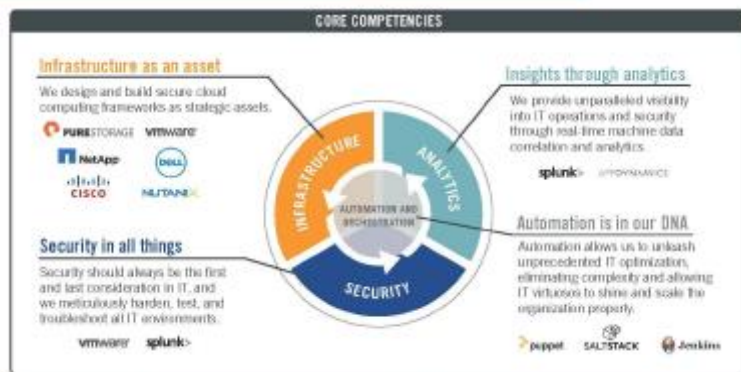 CORE COMPETENCIES
Infrastructure as an asset
We design and build secure cloud
computing frameworks as strategic assets.
PURESTORAGE vmware
NetApp DELL
CISCO NUTANIX
Security in all things
Security should always be the first
and last consideration in IT, and
we meticulously harden, test, and
troubleshoot all IT environments.
vmware splunk>
INFRASTRUCTURE
ANALYTICS
SECURITY
AUTOMATION AND
ORCHESTRATION
Insights through analytics
We provide unparalleled visibility
into IT operations and security
through real-time machine data
correlation and analytics.
splunk> APPDYNAMICS
Automation is in our DNA
Automation allows us to unleash
unprecedented IT optimization,
eliminating complexity and allowing
IT virtuosos to shine and scale the
organization properly.
puppet SALTSTACK Jenkins